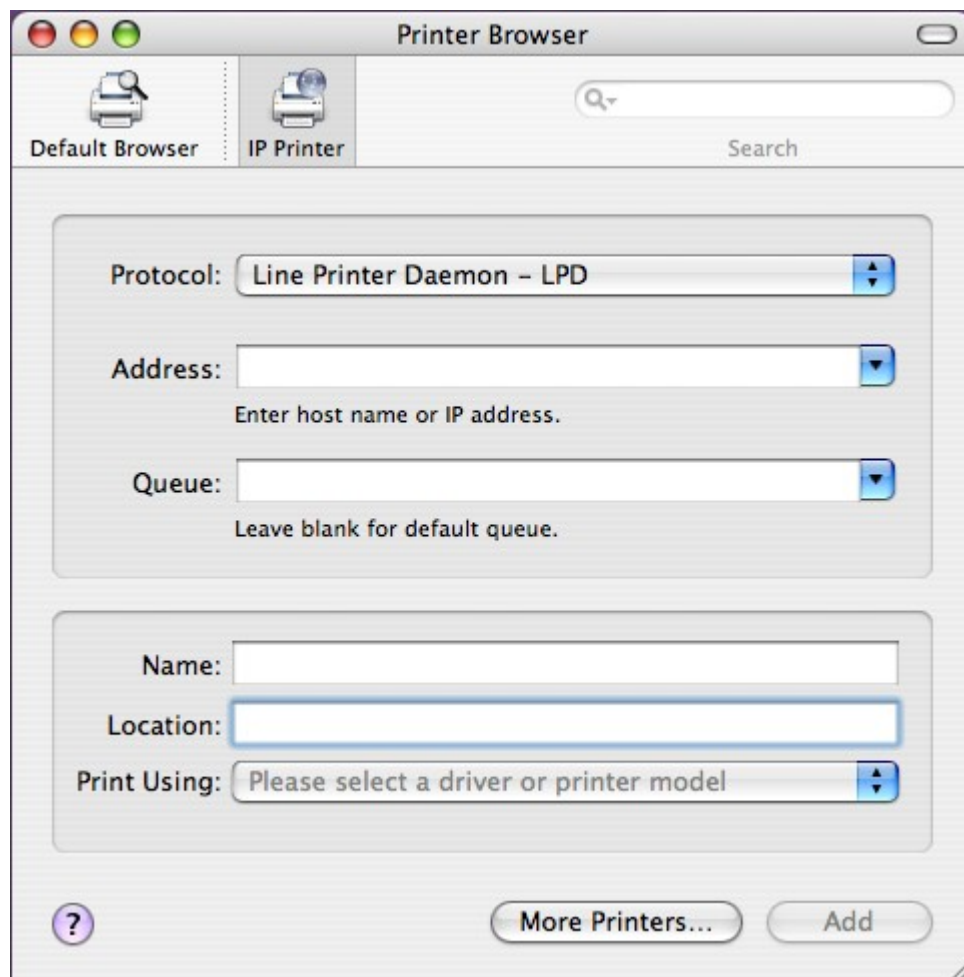 Printer Browser
Default Browser
IP Printer
Search
Protocol: Line Printer Daemon – LPD
Address:
Enter host name or IP address.
Queue:
Leave blank for default queue.
Name:
Location:
Print Using: Please select a driver or printer model
? More Printers... Add